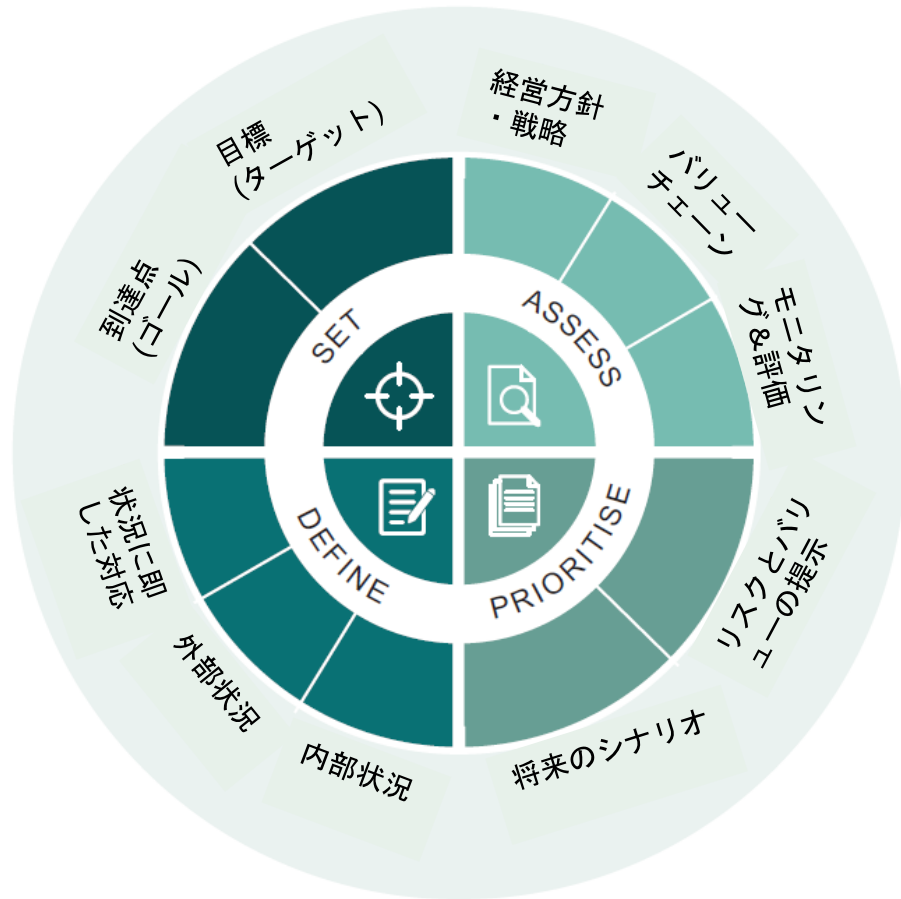 経営方針
・戦略
バリュー
チェーン
モニタリン
グ&評価
リスクとバリ
ューの提示
将来のシナリオ
内部状況
外部状況
状況に即
した対応
到達点
(ゴール)
目標
(ターゲット)
SET
ASSESS
PRIORITISE
DEFINE